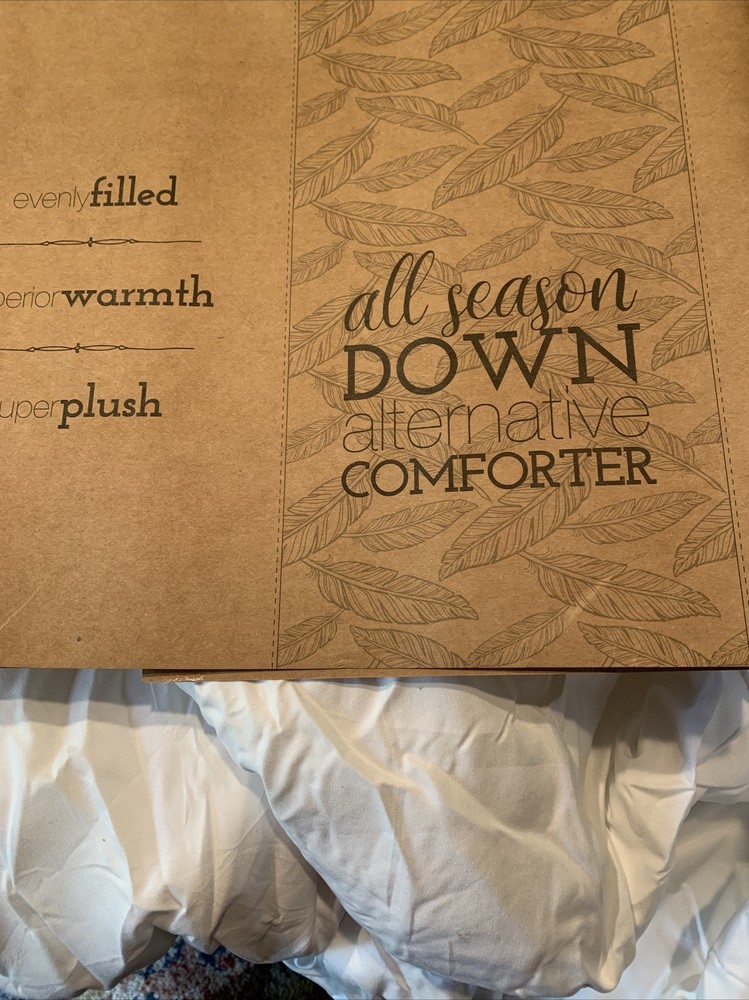 evenlyfilled
periorwarmth
uperplush
all season
DOWN
alternative
COMFORTER